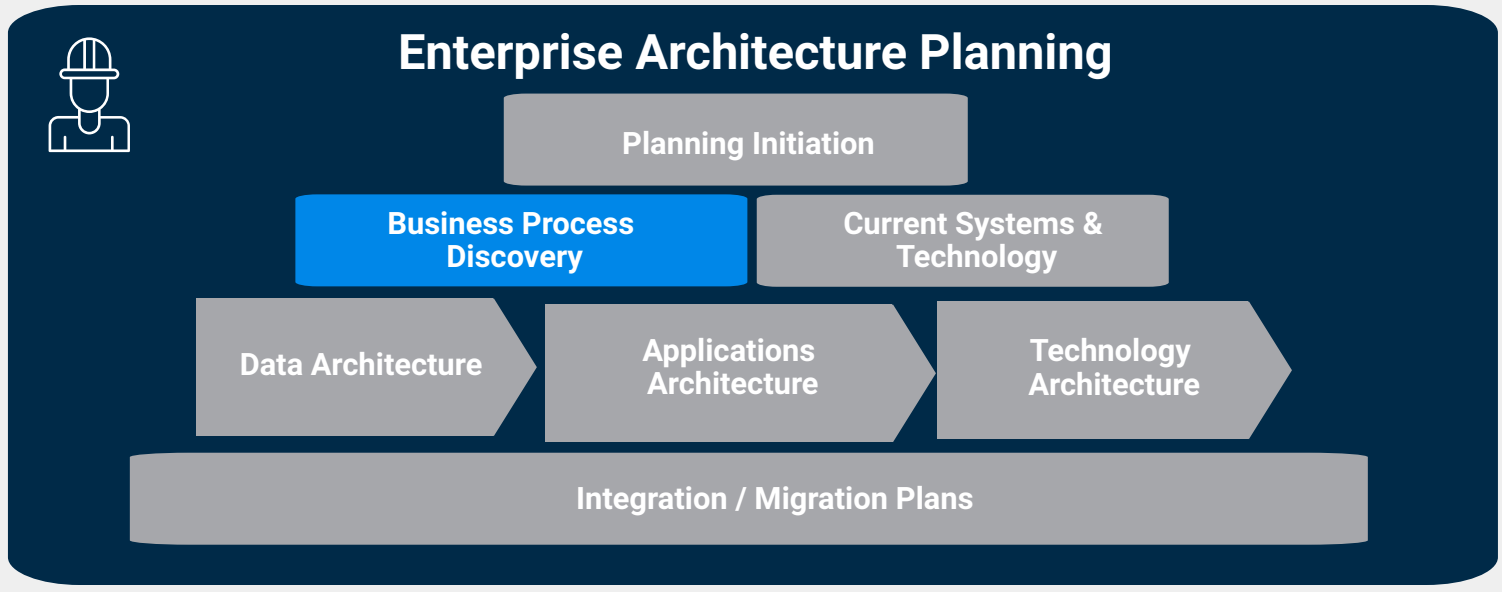 Enterprise Architecture Planning
Planning Initiation
Business Process
Discovery
Current Systems &
Technology
Data Architecture
Applications
Architecture
Technology
Architecture
Integration / Migration Plans